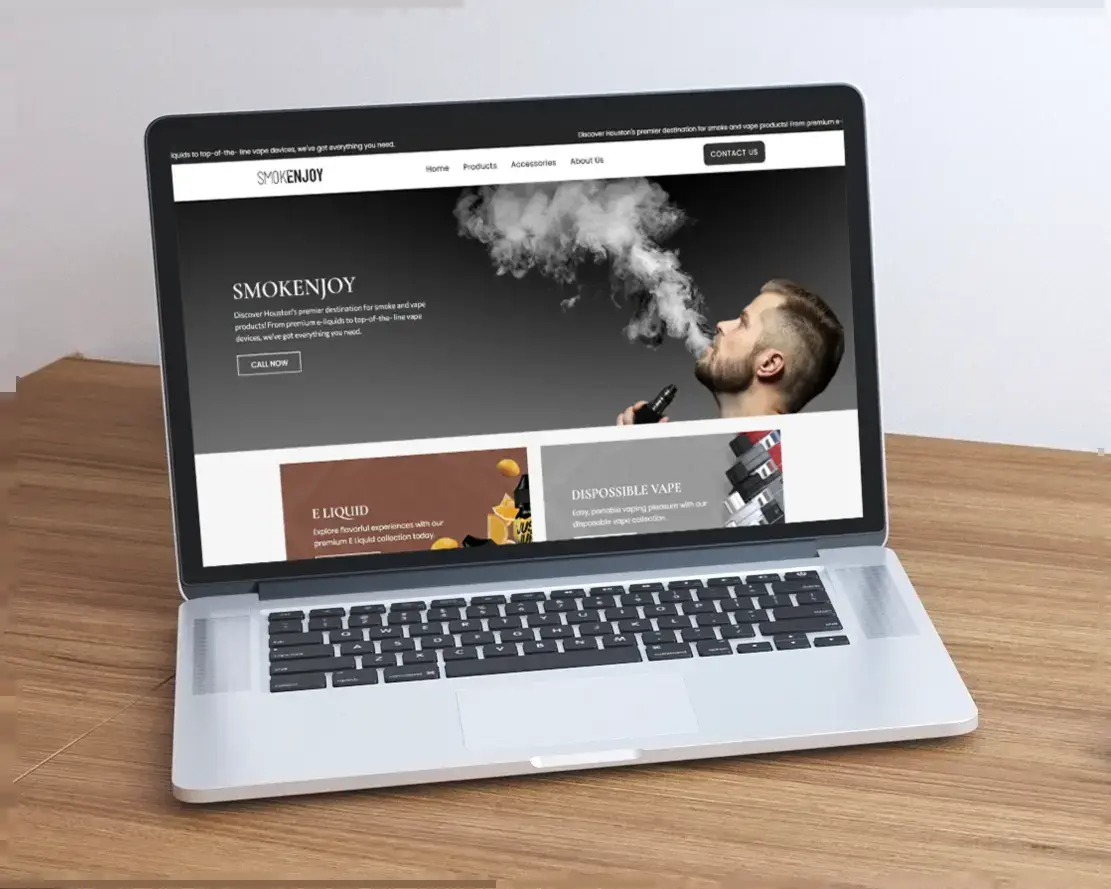 Discover Houston's premier destination for smoke and vape products! From premium e-
liquids to top-of-the- line vape devices, we've got everything you need.
SMOKENJOY
Home Products Accessories About Us
CONTACT US
SMOKENJOY
Discover Houston's premier destination for smoke and vape
products! From premium e-liquids to top-of-the- line vape
devices, we've got everything you need.
CALL NOW
E LIQUID
Explore flavorful experiences with our
premium E Liquid collection today.
DISPOSSIBLE VAPE
Easy, portable vaping pleasure with our
disposable vape collection.
Q W E R T Y U I O P
A S D F G H J K L
Z X C V B N M